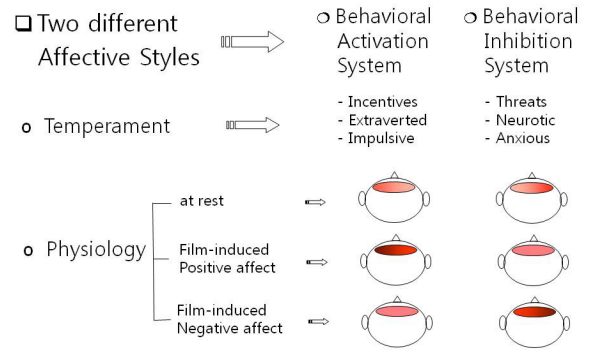 Two different
Affective Styles
Behavioral
Activation
System
Behavioral
Inhibition
System
Temperament
- Incentives
- Extraverted
- Impulsive
- Threats
- Neurotic
- Anxious
Physiology
at rest
Film-induced
Positive affect
Film-induced
Negative affect